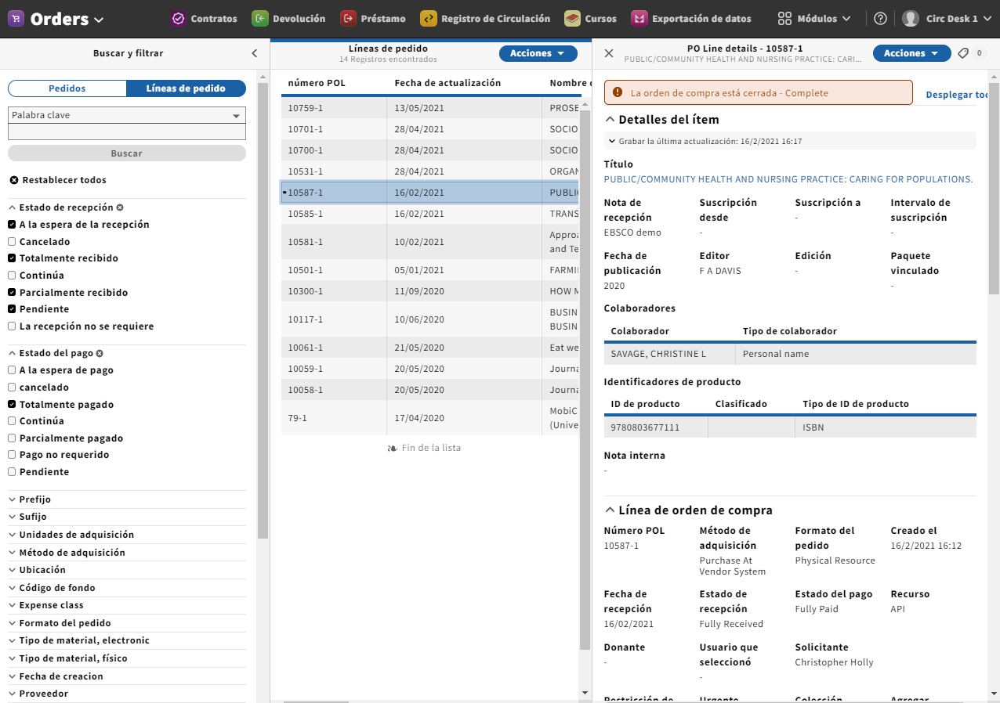 Orders
Contratos
Devolución
Préstamo
Registro de Circulación
Cursos
Exportación de datos
Módulos
Circ Desk 1
Buscar y filtrar
Pedidos
Líneas de pedido
Palabra clave
Buscar
Restablecer todos
Estado de recepción
A la espera de la recepción
Cancelado
Totalmente recibido
Continúa
Parcialmente recibido
Pendiente
La recepción no se requiere
Estado del pago
A la espera de pago
cancelado
Totalmente pagado
Continúa
Parcialmente pagado
Pago no requerido
Pendiente
Prefijo
Sufijo
Unidades de adquisición
Método de adquisición
Ubicación
Código de fondo
Expense class
Formato del pedido
Tipo de material, electronic
Tipo de material, físico
Fecha de creacion
Proveedor
Líneas de pedido
14 Registros encontrados
Acciones
número POL Fecha de actualización Nombre
10759-1 13/05/2021 PROSE
10701-1 28/04/2021 SOCIO
10700-1 28/04/2021 SOCIO
10531-1 28/04/2021 ORGAN
10587-1 16/02/2021 PUBLI
10585-1 16/02/2021 TRANS
10581-1 10/02/2021 Approa
and Te
10501-1 05/01/2021 FARMI
10300-1 11/09/2020 HOW M
10117-1 10/06/2020 BUSIN
BUSIN
10061-1 21/05/2020 Eat we
10059-1 20/05/2020 Journa
10058-1 20/05/2020 Journa
79-1 17/04/2020 MobiC
(Unive
Fin de la lista
PO Line details - 10587-1
PUBLIC/COMMUNITY HEALTH AND NURSING PRACTICE: CARI...
Acciones
0
La orden de compra está cerrada - Complete
Desplegar to
Detalles del ítem
Grabar la última actualización: 16/2/2021 16:17
Título
PUBLIC/COMMUNITY HEALTH AND NURSING PRACTICE: CARING FOR POPULATIONS.
Nota de recepción
EBSCO demo
Suscripción desde
-
Suscripción a
-
Intervalo de suscripción
-
Fecha de publicación
2020
Editor
F A DAVIS
Edición
-
Paquete vinculado
-
Colaboradores
Colaborador Tipo de colaborador
SAVAGE, CHRISTINE L Personal name
Identificadores de producto
ID de producto Clasificado Tipo de ID de producto
9780803677111 ISBN
Nota interna
-
Línea de orden de compra
Número POL
10587-1
Método de adquisición
Purchase At
Vendor System
Formato del pedido
Physical Resource
Creado el
16/2/2021 16:12
Fecha de recepción
16/02/2021
Estado de recepción
Fully Received
Estado del pago
Fully Paid
Recurso
API
Donante
-
Usuario que seleccionó
-
Solicitante
Christopher Holly
Restricción de Urgente Colección Agregar